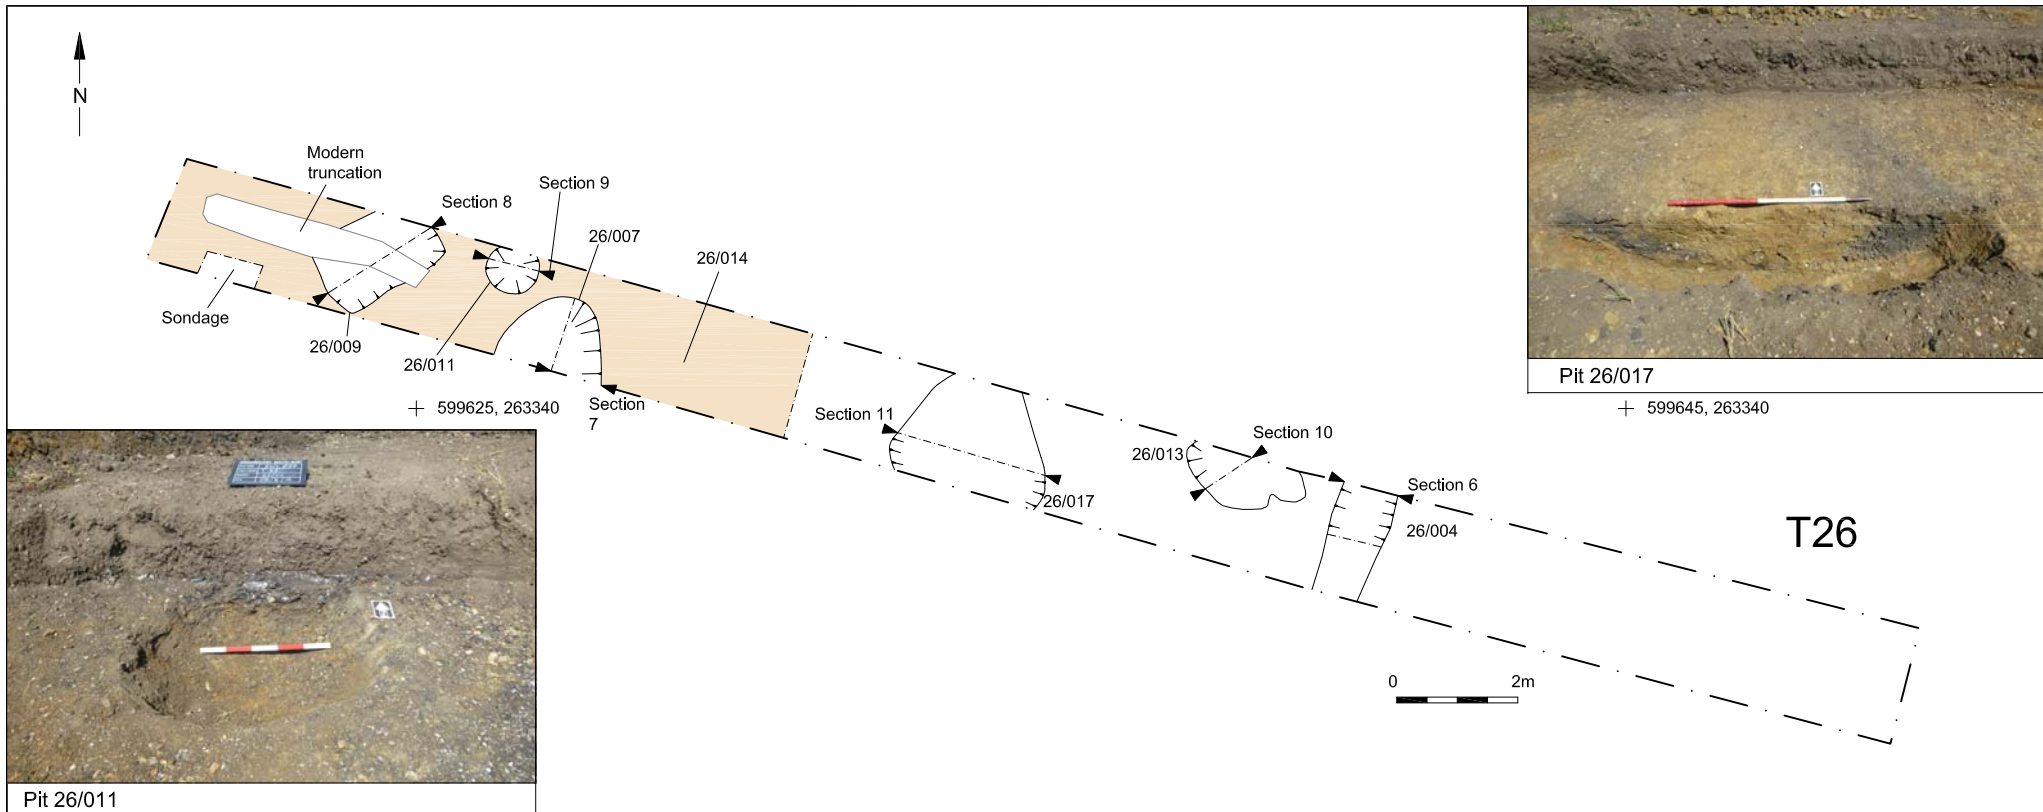 N
Modern
truncation
Section 8
Section 9
26/007
26/014
Sondage
26/009
26/011
Section
7
599625, 263340
Section 11
26/017
26/013
Section 10
Section 6
26/004
T26
0 2m
Pit 26/017
599645, 263340
Pit 26/011